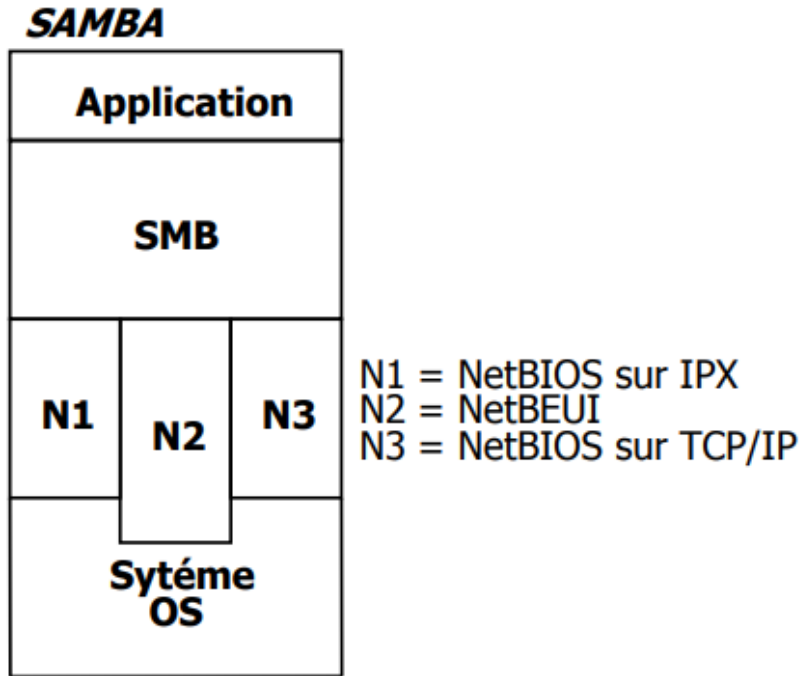 SAMBA
Application
SMB
N1
N2
N3
N1 = NetBIOS sur IPX
N2 = NetBEUI
N3 = NetBIOS sur TCP/IP
Sytéme
OS